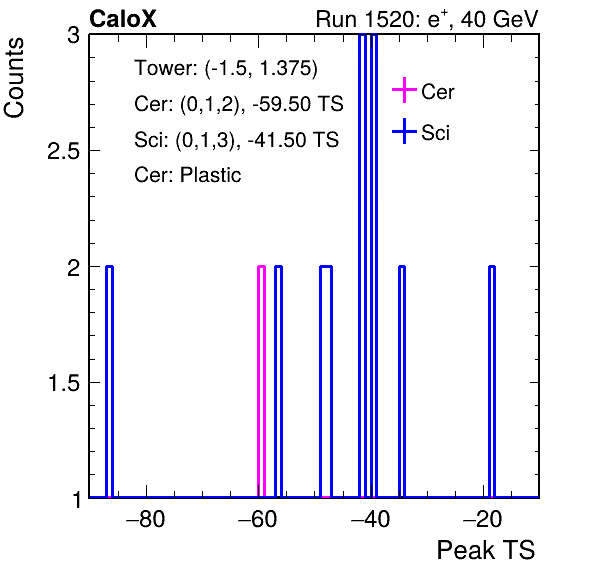 CaloX Run 1520: e⁺, 40 GeV
Counts
3
2.5
2
1.5
1
Tower: (-1.5, 1.375)
Cer: (0,1,2), -59.50 TS
Sci: (0,1,3), -41.50 TS
Cer: Plastic
Cer
Sci
−80 −60 −40 −20
Peak TS